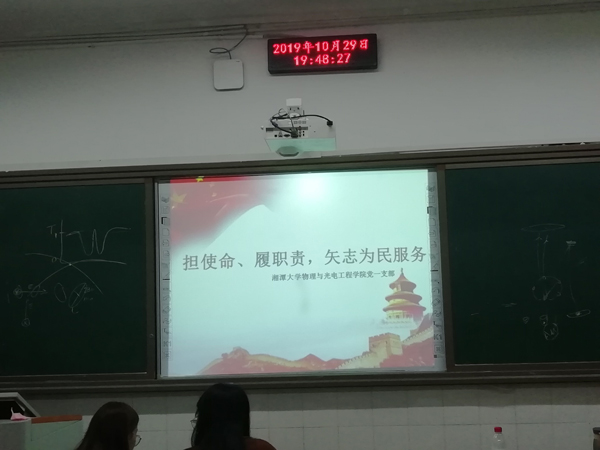 2019年10月29日
19:48:27
担使命、履职责，矢志为民服务
湘潭大学物理与光电工程学院党一支部